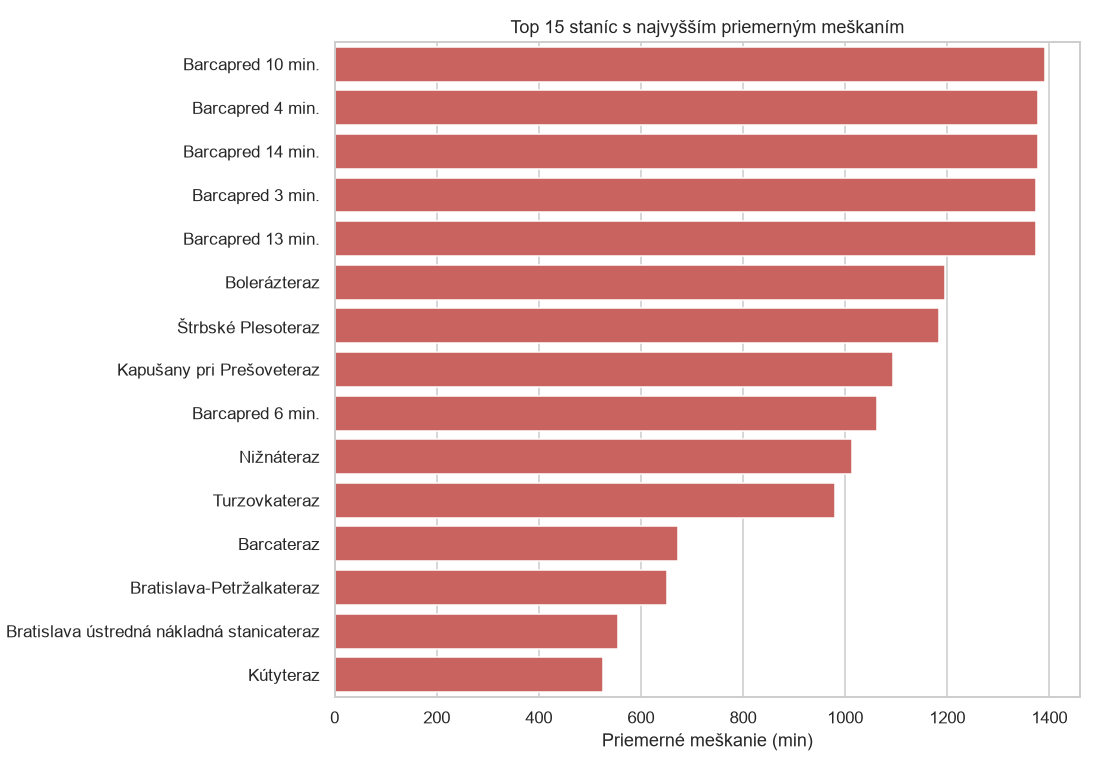 Top 15 staníc s najvyšším priemerným meškaním
Barcapred 10 min.
Barcapred 4 min.
Barcapred 14 min.
Barcapred 3 min.
Barcapred 13 min.
Bolerázteraz
Štrbské Plesoteraz
Kapušany pri Prešoveteraz
Barcapred 6 min.
Nižnáteraz
Turzovkateraz
Barcateraz
Bratislava-Petržalkateraz
Bratislava ústredná nákladná stanicateraz
Kútyteraz
0 200 400 600 800 1000 1200 1400
Priemerné meškanie (min)